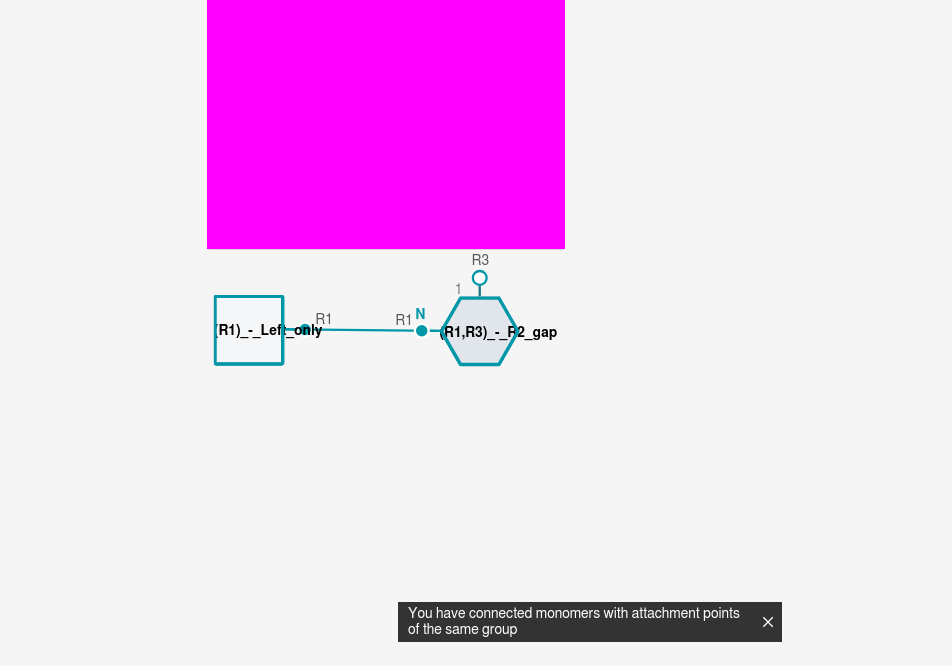 R3
1
R1
R1
N
(R1)_-_Left_only
(R1,R3)_-_R2_gap
You have connected monomers with attachment points
of the same group